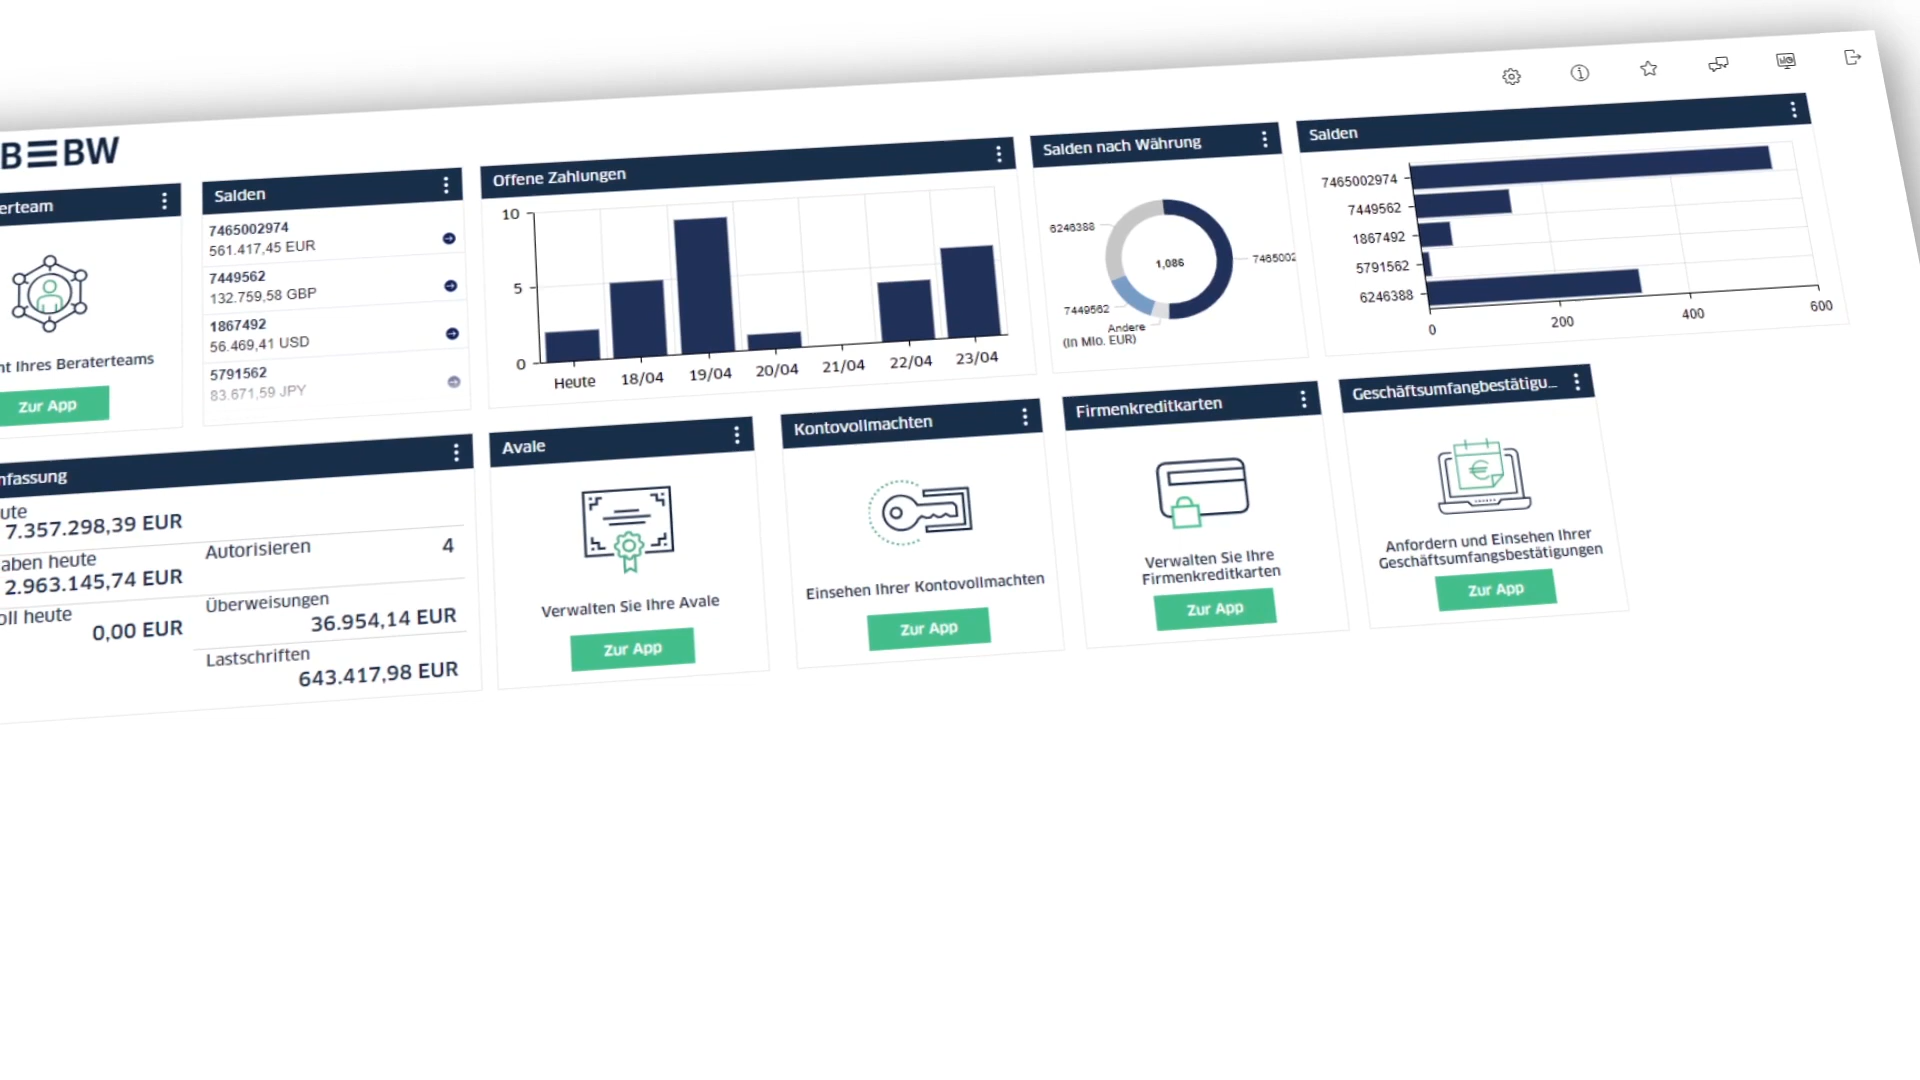 B≡BW
erteam
nt Ihres Beraterteams
Zur App
Salden
7465002974
561.417,45 EUR
7449562
132.759,58 GBP
1867492
56.469,41 USD
5791562
83.671,59 JPY
Offene Zahlungen
10
5
0
Heute
18/04
19/04
20/04
21/04
22/04
23/04
Salden nach Währung
6246388
1,086
7465002
7449562
Andere
(in Mio. EUR)
Salden
7465002974
7449562
1867492
5791562
6246388
0
200
400
600
nfassung
ute
7.357.298,39 EUR
aben heute
2.963.145,74 EUR
oll heute
0,00 EUR
Autorisieren
4
Überweisungen
36.954,14 EUR
Lastschriften
643.417,98 EUR
Avale
Verwalten Sie Ihre Avale
Zur App
Kontovollmachten
Einsehen Ihrer Kontovollmachten
Zur App
Firmenkreditkarten
Verwalten Sie Ihre
Firmenkreditkarten
Zur App
Geschäftsumfangbestätigu...
Anfordern und Einsehen Ihrer
Geschäftsumfangsbestätigungen
Zur App